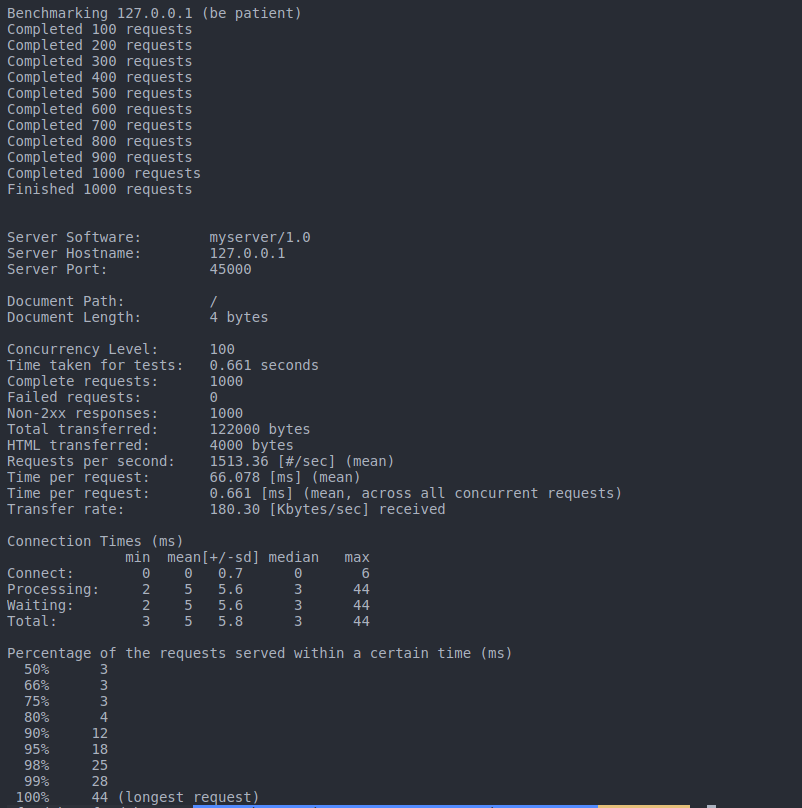 Benchmarking 127.0.0.1 (be patient)
Completed 100 requests
Completed 200 requests
Completed 300 requests
Completed 400 requests
Completed 500 requests
Completed 600 requests
Completed 700 requests
Completed 800 requests
Completed 900 requests
Completed 1000 requests
Finished 1000 requests
Server Software:        myserver/1.0
Server Hostname:        127.0.0.1
Server Port:            45000
Document Path:          /
Document Length:        4 bytes
Concurrency Level:      100
Time taken for tests:   0.661 seconds
Complete requests:      1000
Failed requests:        0
Non-2xx responses:      1000
Total transferred:      122000 bytes
HTML transferred:       4000 bytes
Requests per second:    1513.36 [#/sec] (mean)
Time per request:       66.078 [ms] (mean)
Time per request:       0.661 [ms] (mean, across all concurrent requests)
Transfer rate:          180.30 [Kbytes/sec] received
Connection Times (ms)
              min  mean[+/-sd] median   max
Connect:        0    0   0.7      0       6
Processing:     2    5   5.6      3      44
Waiting:        2    5   5.6      3      44
Total:          3    5   5.8      3      44
Percentage of the requests served within a certain time (ms)
  50%      3
  66%      3
  75%      3
  80%      4
  90%     12
  95%     18
  98%     25
  99%     28
 100%     44 (longest request)